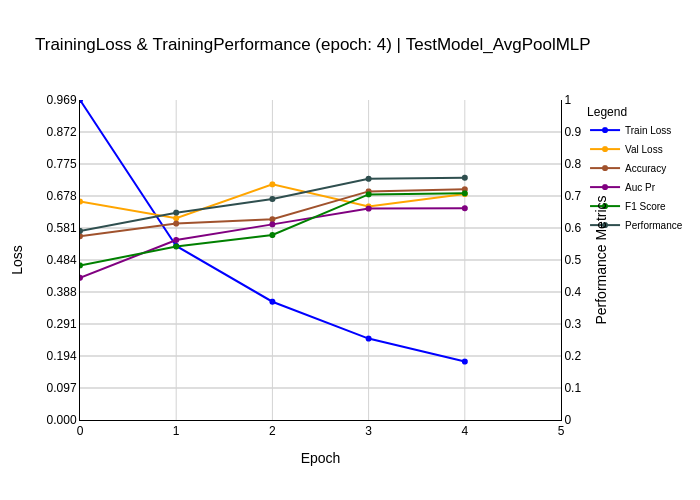 TrainingLoss & TrainingPerformance (epoch: 4) | TestModel_AvgPoolMLP
0.969
0.872
0.775
0.678
0.581
0.484
0.388
0.291
0.194
0.097
0.000
Loss
0 1 2 3 4 5
Epoch
1
0.9
0.8
0.7
0.6
0.5
0.4
0.3
0.2
0.1
0
Performance Metrics
Legend
Train Loss
Val Loss
Accuracy
Auc Pr
F1 Score
Performance